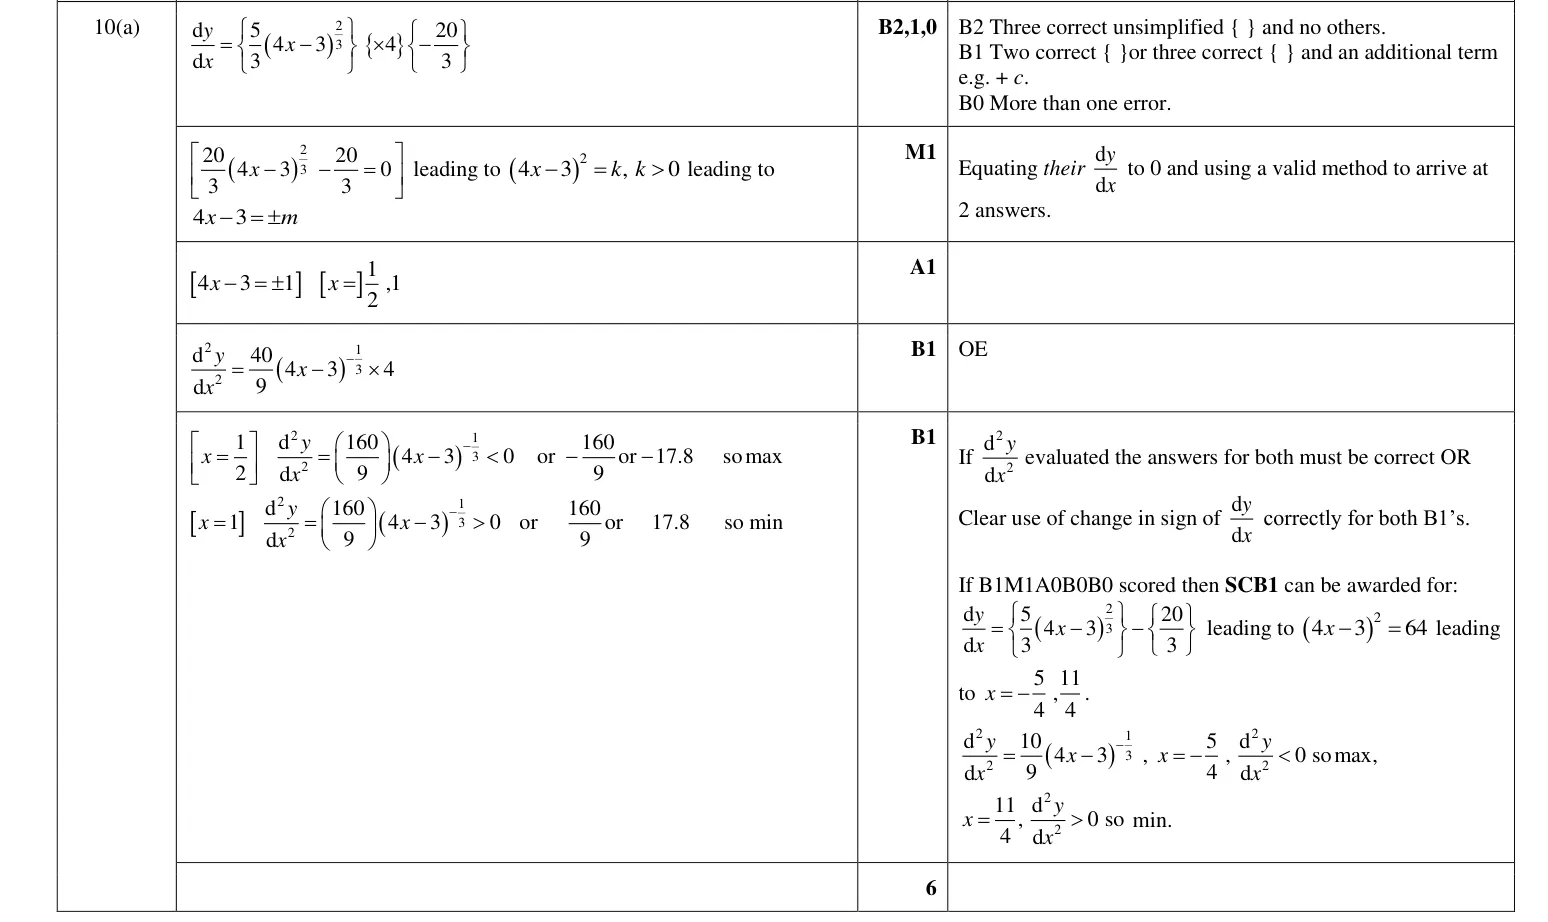 10(a)
dy/dx = {5/3 (4x − 3)^(2/3)} {×4} {− 20/3}
B2,1,0
B2 Three correct unsimplified { } and no others.
B1 Two correct { }or three correct { } and an additional term
e.g. + c.
B0 More than one error.
[20/3 (4x − 3)^(2/3) − 20/3 = 0] leading to (4x − 3)² = k, k > 0 leading to
4x − 3 = ±m
M1
Equating their dy/dx to 0 and using a valid method to arrive at
2 answers.
[4x − 3 = ±1] [x =] 1/2 ,1
A1
d²y/dx² = 40/9 (4x − 3)^(−1/3) × 4
B1
OE
[x = 1/2] d²y/dx² = (160/9)(4x − 3)^(−1/3) < 0 or − 160/9 or − 17.8 so max
[x = 1] d²y/dx² = (160/9)(4x − 3)^(−1/3) > 0 or 160/9 or 17.8 so min
B1
If d²y/dx² evaluated the answers for both must be correct OR
Clear use of change in sign of dy/dx correctly for both B1’s.
If B1M1A0B0B0 scored then SCB1 can be awarded for:
dy/dx = {5/3 (4x − 3)^(2/3)} − {20/3} leading to (4x − 3)² = 64 leading
to x = − 5/4 , 11/4 .
d²y/dx² = 10/9 (4x − 3)^(−1/3) , x = − 5/4 , d²y/dx² < 0 so max,
x = 11/4 , d²y/dx² > 0 so min.
6